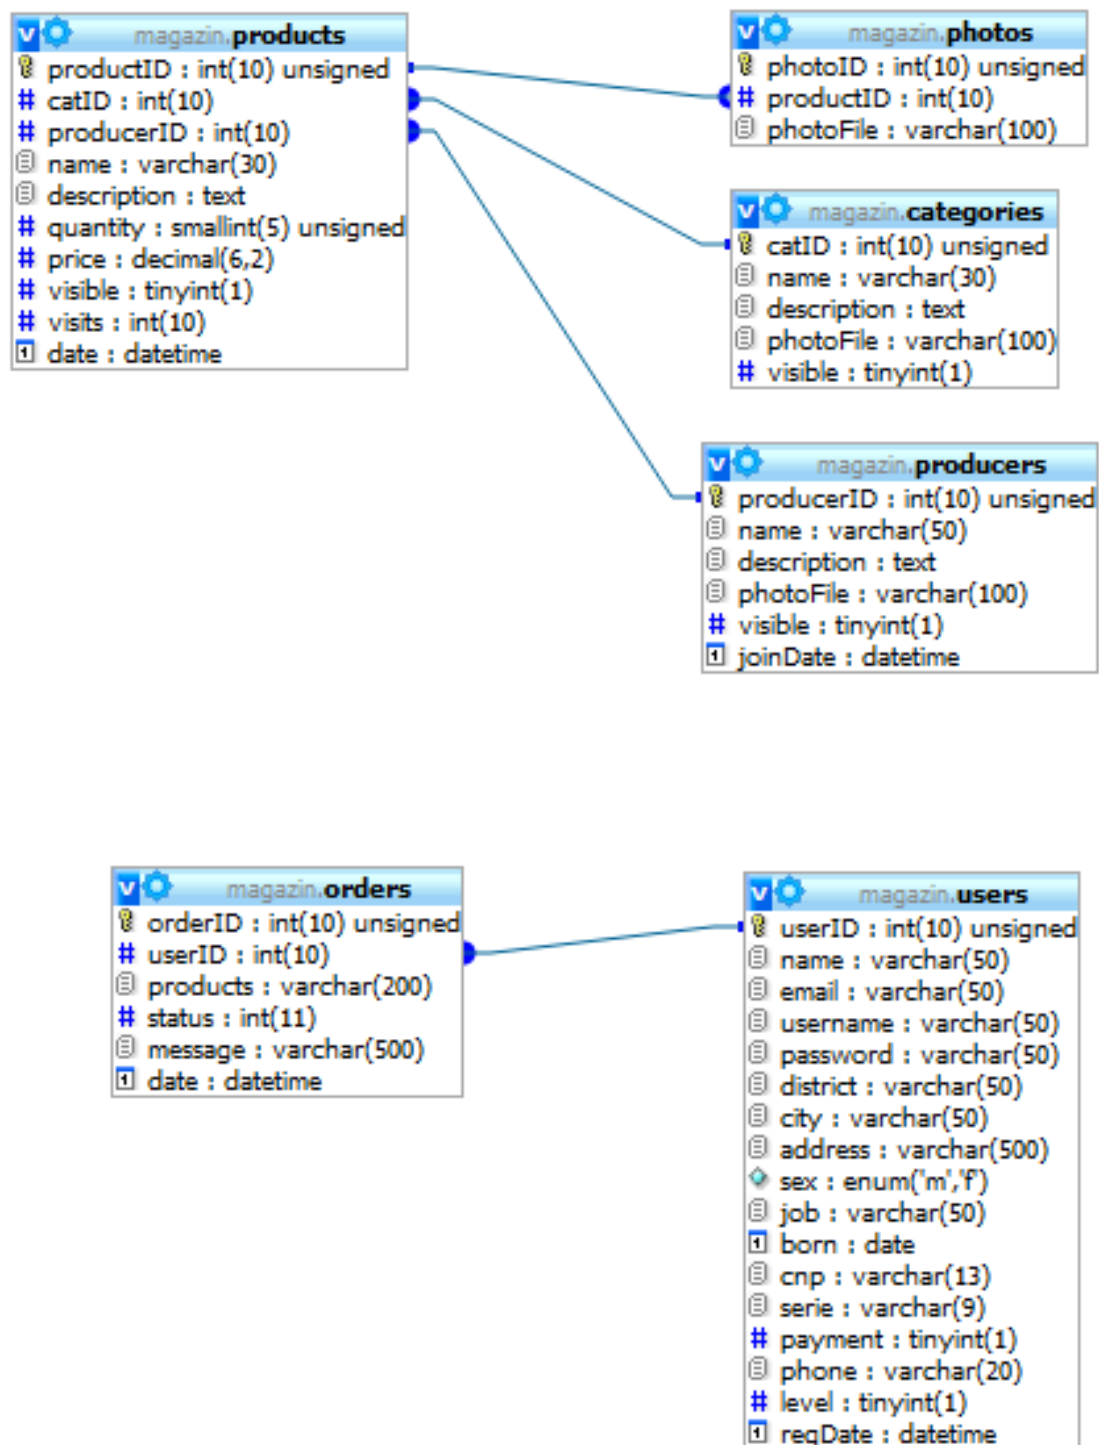 magazin.products
productID : int(10) unsigned
catID : int(10)
producerID : int(10)
name : varchar(30)
description : text
quantity : smallint(5) unsigned
price : decimal(6,2)
visible : tinyint(1)
visits : int(10)
date : datetime
magazin.photos
photoID : int(10) unsigned
productID : int(10)
photoFile : varchar(100)
magazin.categories
catID : int(10) unsigned
name : varchar(30)
description : text
photoFile : varchar(100)
visible : tinyint(1)
magazin.producers
producerID : int(10) unsigned
name : varchar(50)
description : text
photoFile : varchar(100)
visible : tinyint(1)
joinDate : datetime
magazin.orders
orderID : int(10) unsigned
userID : int(10)
products : varchar(200)
status : int(11)
message : varchar(500)
date : datetime
magazin.users
userID : int(10) unsigned
name : varchar(50)
email : varchar(50)
username : varchar(50)
password : varchar(50)
district : varchar(50)
city : varchar(50)
address : varchar(500)
sex : enum('m','f')
job : varchar(50)
born : date
cnp : varchar(13)
serie : varchar(9)
payment : tinyint(1)
phone : varchar(20)
level : tinyint(1)
regDate : datetime